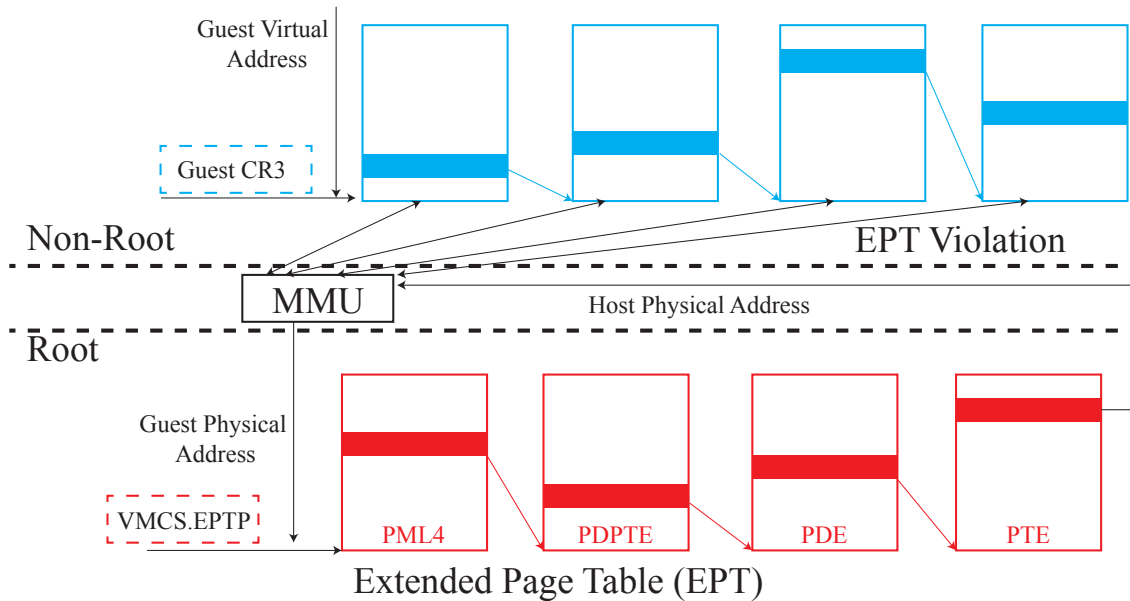 Guest Virtual
Address
Guest CR3
Non-Root
EPT Violation
MMU
Host Physical Address
Root
Guest Physical
Address
VMCS.EPTP
PML4
PDPTE
PDE
PTE
Extended Page Table (EPT)